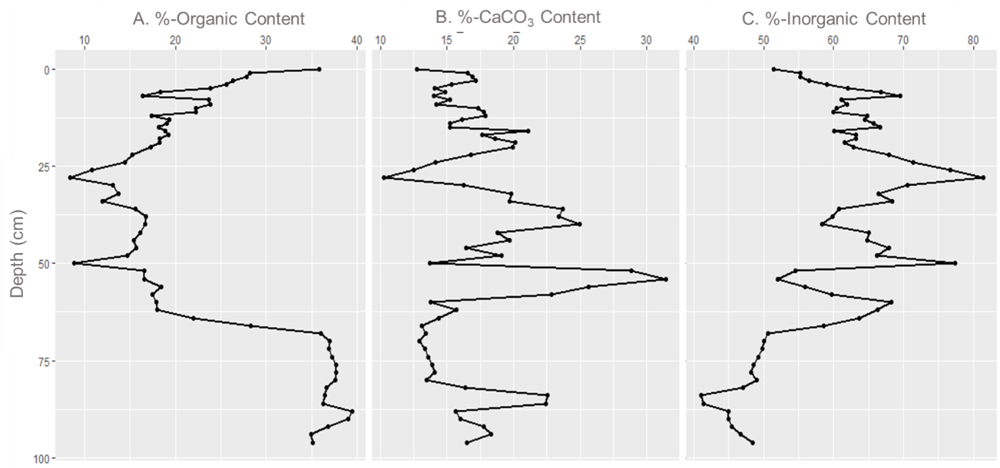 A. %-Organic Content
B. %-CaCO₃ Content
C. %-Inorganic Content
10 20 30 40
10 15 20 25 30
40 50 60 70 80
Depth (cm)
0
25
50
75
100